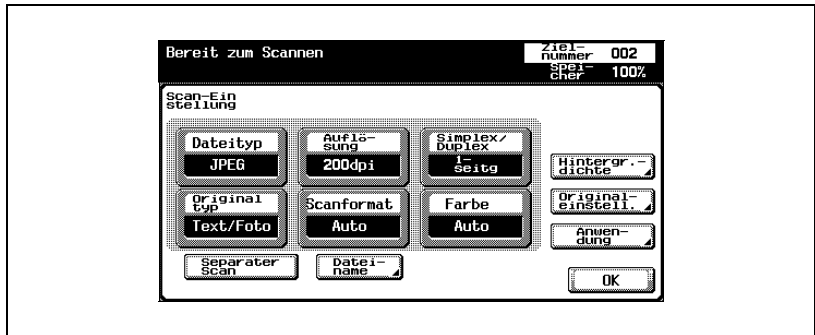 Bereit zum Scannen
Ziel-
nummer 002
Spei-
cher 100%
Scan-Ein
stellung
Dateityp
JPEG
Auflö-
sung
200dpi
Simplex/
Duplex
1-
seitg
Hintergr.-
dichte
Original
typ
Text/Foto
Scanformat
Auto
Farbe
Auto
Original-
einstell.
Anwen-
dung
Separater
Scan
Datei-
name
OK